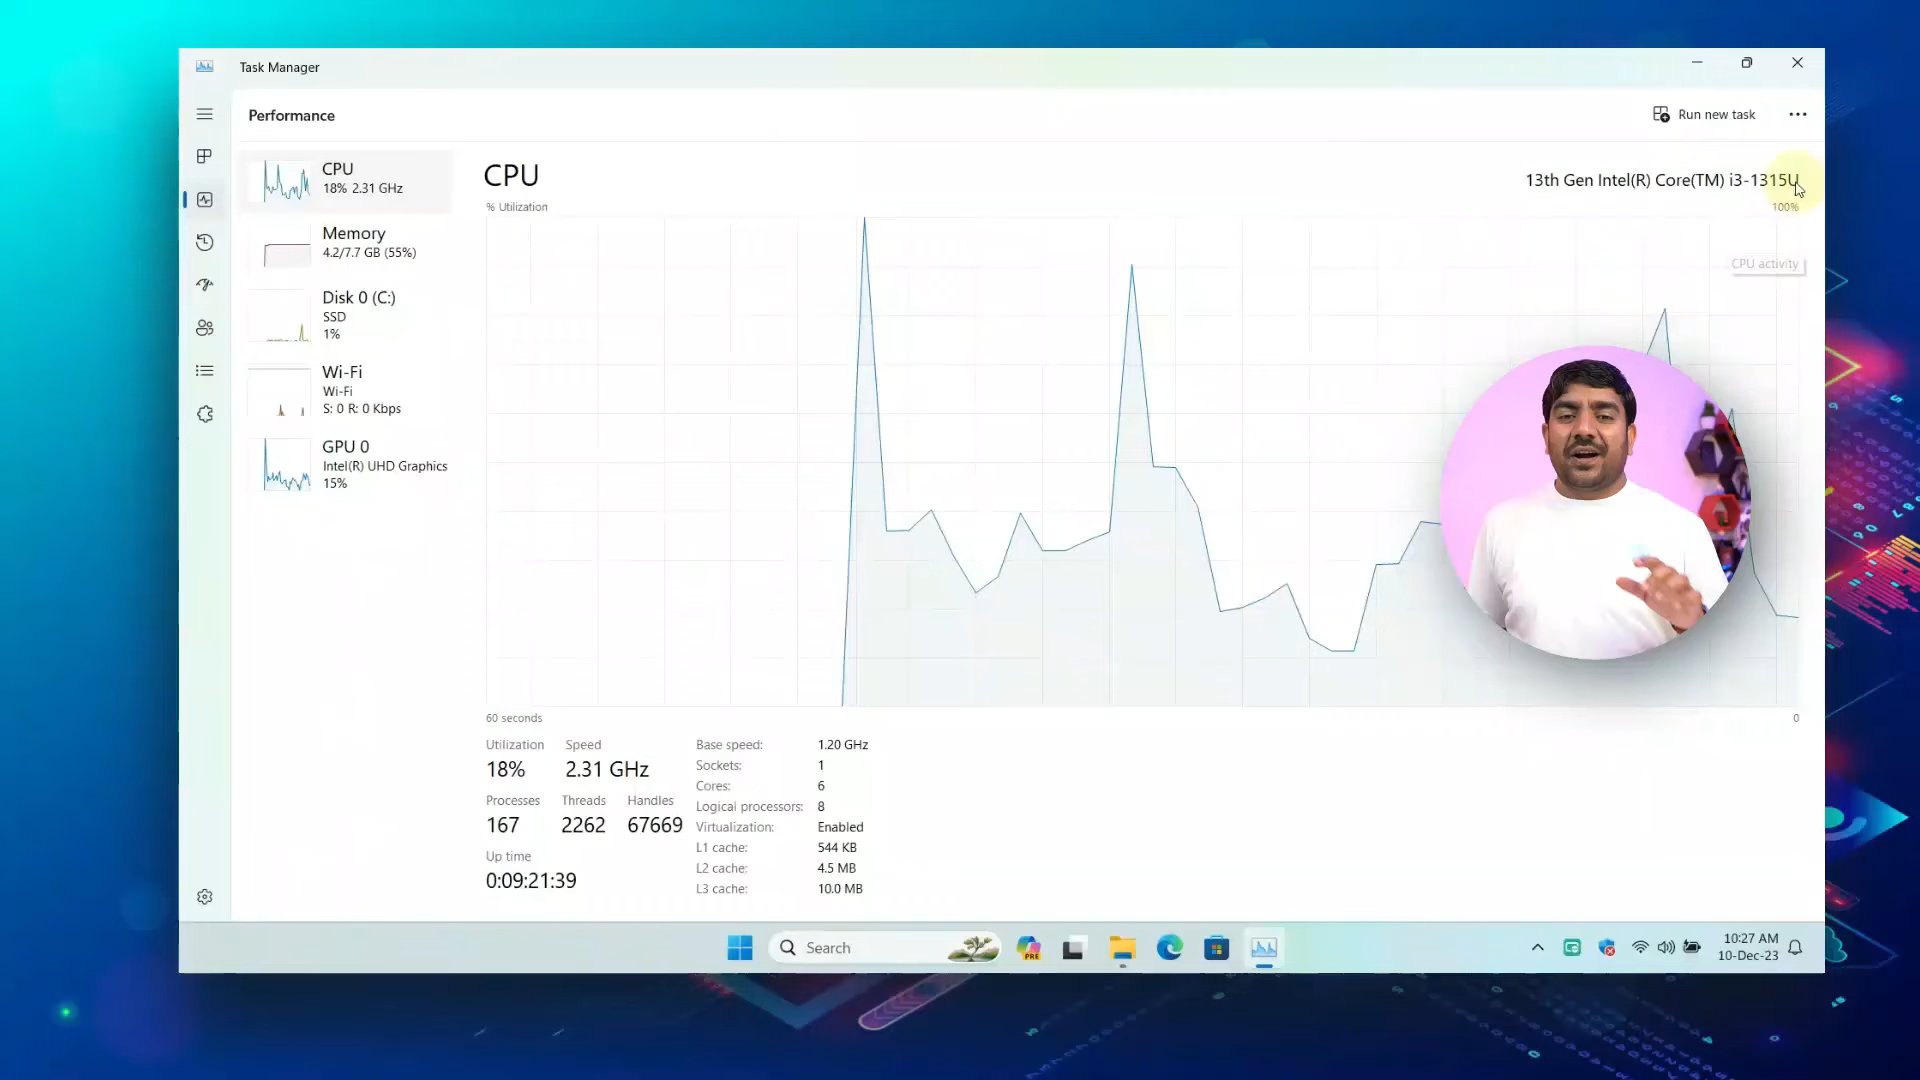 Task Manager
Performance
Run new task
CPU
18% 2.31 GHz
Memory
4.2/7.7 GB (55%)
Disk 0 (C:)
SSD
1%
Wi-Fi
Wi-Fi
S: 0 R: 0 Kbps
GPU 0
Intel(R) UHD Graphics
15%
CPU
13th Gen Intel(R) Core(TM) i3-1315U
% Utilization
100%
CPU activity
60 seconds
0
Utilization
18%
Speed
2.31 GHz
Processes
167
Threads
2262
Handles
67669
Up time
0:09:21:39
Base speed: 1.20 GHz
Sockets: 1
Cores: 6
Logical processors: 8
Virtualization: Enabled
L1 cache: 544 KB
L2 cache: 4.5 MB
L3 cache: 10.0 MB
Search
PRE
10:27 AM
10-Dec-23